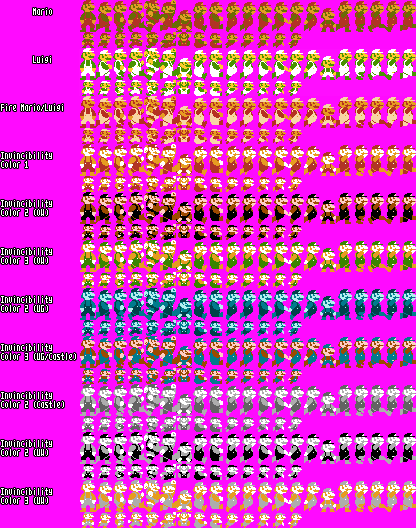 Mario
Luigi
Fire Mario/Luigi
Invincibility
Color 1
Invincibility
Color 2 (OW)
Invincibility
Color 3 (OW)
Invincibility
Color 2 (UG)
Invincibility
Color 3 (UG/Castle)
Invincibility
Color 2 (Castle)
Invincibility
Color 2 (UW)
Invincibility
Color 3 (UW)